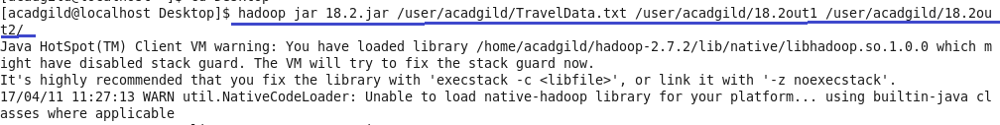 [acadgild@localhost Desktop]$ hadoop jar 18.2.jar /user/acadgild/TravelData.txt /user/acadgild/18.2out1 /user/acadgild/18.2ou
t2/
Java HotSpot(TM) Client VM warning: You have loaded library /home/acadgild/hadoop-2.7.2/lib/native/libhadoop.so.1.0.0 which m
ight have disabled stack guard. The VM will try to fix the stack guard now.
It's highly recommended that you fix the library with 'execstack -c <libfile>', or link it with '-z noexecstack'.
17/04/11 11:27:13 WARN util.NativeCodeLoader: Unable to load native-hadoop library for your platform... using builtin-java cl
asses where applicable